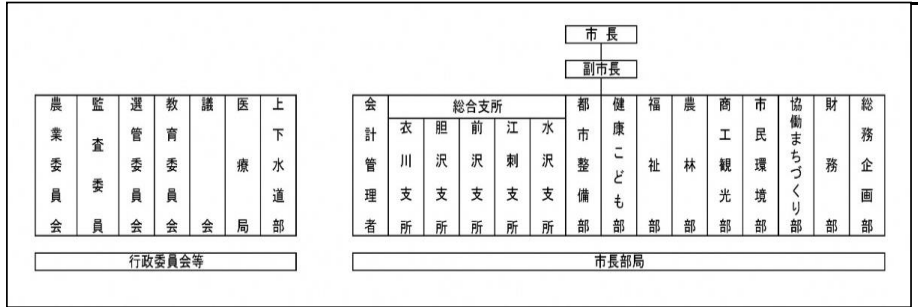 市長
副市長
総務企画部
財務部
協働まちづくり部
市民環境部
商工観光部
農林部
福祉部
健康こども部
都市整備部
総合支所
水沢支所
江刺支所
前沢支所
胆沢支所
衣川支所
会計管理者
市長部局
上下水道部
医療局
議会
教育委員会
選管委員会
監査委員
農業委員会
行政委員会等